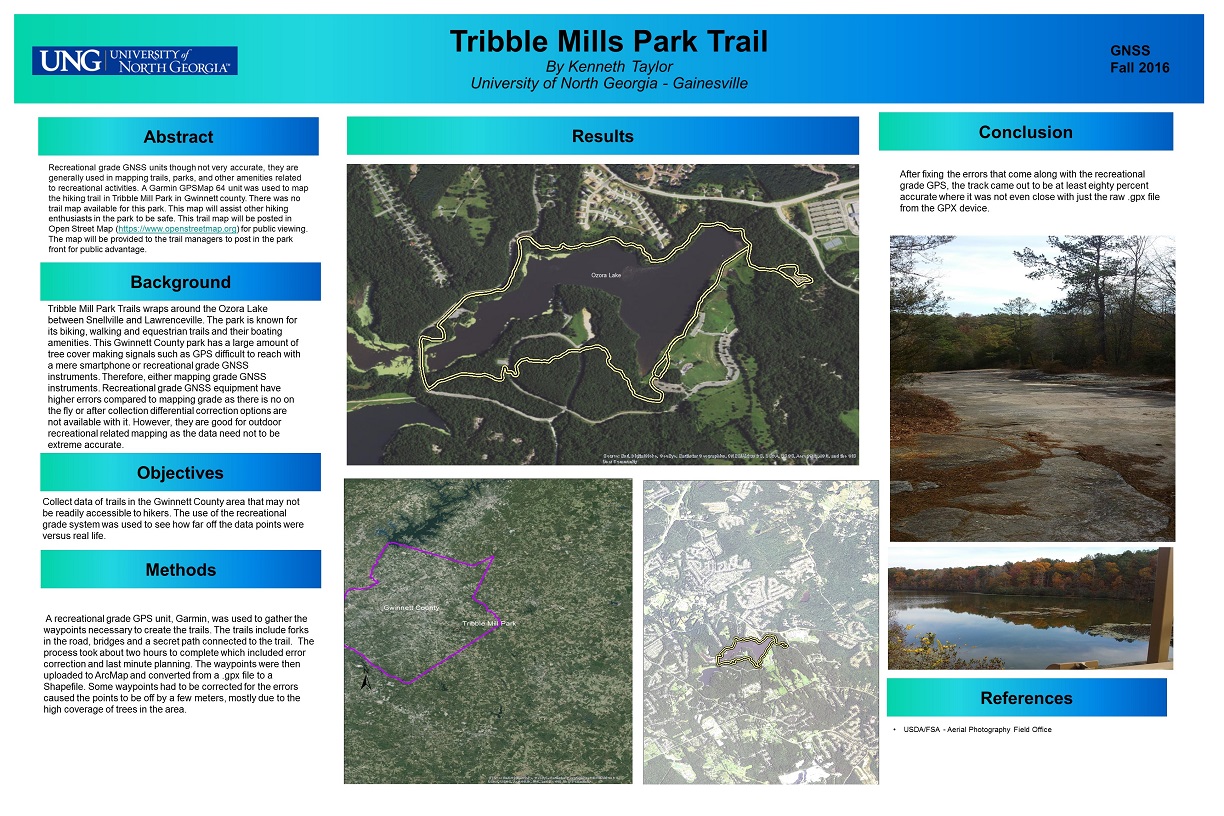 UNG UNIVERSITY of
NORTH GEORGIA™
Tribble Mills Park Trail
By Kenneth Taylor
University of North Georgia - Gainesville
GNSS
Fall 2016
Abstract
Recreational grade GNSS units though not very accurate, they are
generally used in mapping trails, parks, and other amenities related
to recreational activities. A Garmin GPSMap 64 unit was used to map
the hiking trail in Tribble Mill Park in Gwinnett county. There was no
trail map available for this park. This map will assist other hiking
enthusiasts in the park to be safe. This trail map will be posted in
Open Street Map (https://www.openstreetmap.org) for public viewing.
The map will be provided to the trail managers to post in the park
front for public advantage.
Background
Tribble Mill Park Trails wraps around the Ozora Lake
between Snellville and Lawrenceville. The park is known for
its biking, walking and equestrian trails and their boating
amenities. This Gwinnett County park has a large amount of
tree cover making signals such as GPS difficult to reach with
a mere smartphone or recreational grade GNSS
instruments. Therefore, either mapping grade GNSS
instruments. Recreational grade GNSS equipment have
higher errors compared to mapping grade as there is no on
the fly or after collection differential correction options are
not available with it. However, they are good for outdoor
recreational related mapping as the data need not to be
extreme accurate.
Objectives
Collect data of trails in the Gwinnett County area that may not
be readily accessible to hikers. The use of the recreational
grade system was used to see how far off the data points were
versus real life.
Methods
A recreational grade GPS unit, Garmin, was used to gather the
waypoints necessary to create the trails. The trails include forks
in the road, bridges and a secret path connected to the trail. The
process took about two hours to complete which included error
correction and last minute planning. The waypoints were then
uploaded to ArcMap and converted from a .gpx file to a
Shapefile. Some waypoints had to be corrected for the errors
caused the points to be off by a few meters, mostly due to the
high coverage of trees in the area.
Results
Ozora Lake
Gwinnett County
Tribble Mill Park
Conclusion
After fixing the errors that come along with the recreational
grade GPS, the track came out to be at least eighty percent
accurate where it was not even close with just the raw .gpx file
from the GPX device.
References
• USDA/FSA - Aerial Photography Field Office